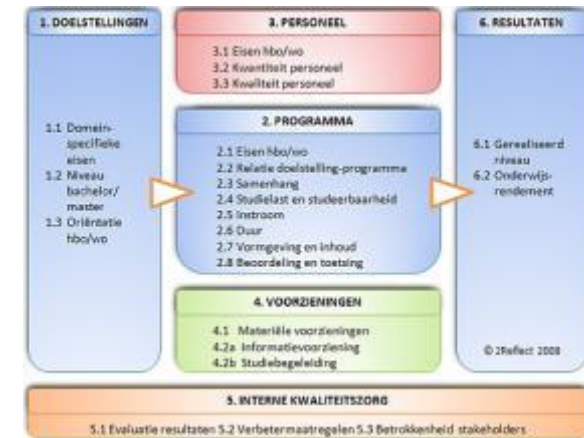 1. DOELSTELLINGEN
1.1 Domein-
specifieke
eisen
1.2 Niveau
bachelor/
master
1.3 Oriëntatie
hbo/wo
3. PERSONEEL
3.1 Eisen hbo/wo
3.2 Kwantiteit personeel
3.3 Kwaliteit personeel
2. PROGRAMMA
2.1 Eisen hbo/wo
2.2 Relatie doelstelling-programma
2.3 Samenhang
2.4 Studielast en studeerbaarheid
2.5 Instroom
2.6 Duur
2.7 Vormgeving en inhoud
2.8 Beoordeling en toetsing
4. VOORZIENINGEN
4.1 Materiële voorzieningen
4.2a Informatievoorziening
4.2b Studiebegeleiding
6. RESULTATEN
6.1 Gerealiseerd
niveau
6.2 Onderwijs-
rendement
© 2Reflect 2008
5. INTERNE KWALITEITSZORG
5.1 Evaluatie resultaten 5.2 Verbetermaatregelen 5.3 Betrokkenheid stakeholders